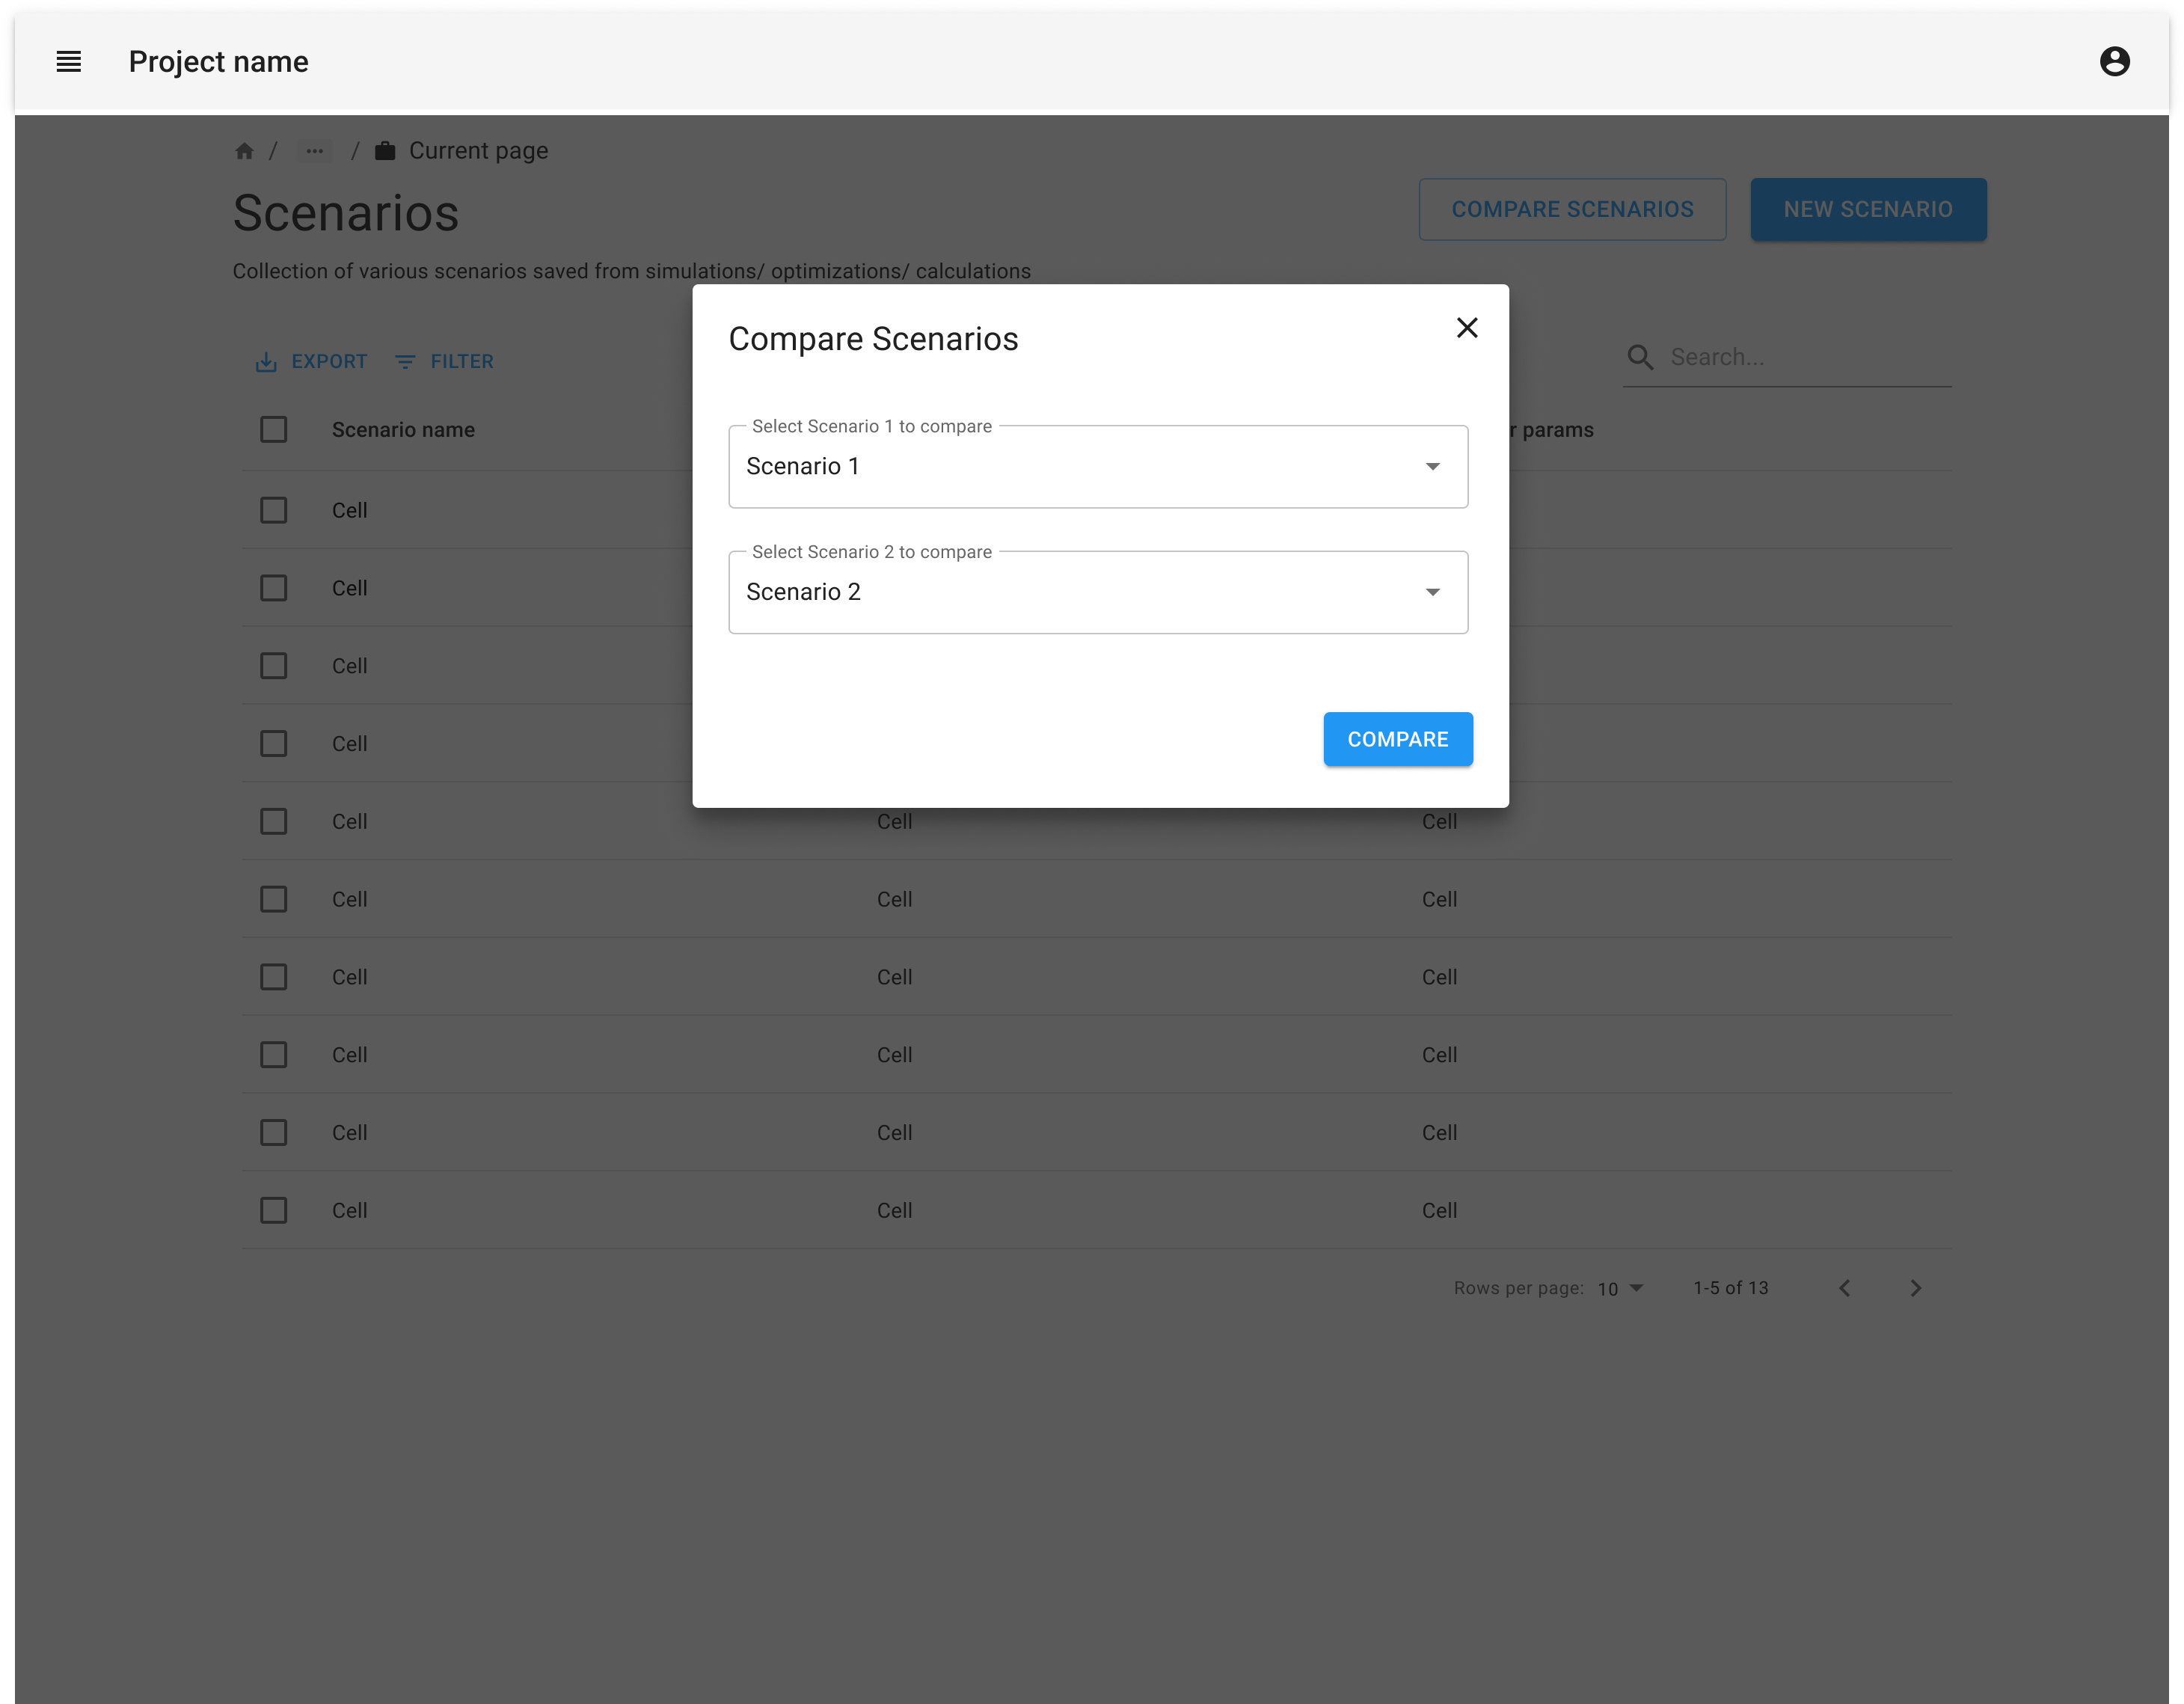 Project name
/ ... / Current page
Scenarios
COMPARE SCENARIOS
NEW SCENARIO
Collection of various scenarios saved from simulations/ optimizations/ calculations
Compare Scenarios
EXPORT
FILTER
Search...
Select Scenario 1 to compare
Scenario 1
Scenario name
params
Select Scenario 2 to compare
Scenario 2
COMPARE
Cell
Cell
Cell
Cell
Cell Cell Cell
Cell Cell Cell
Cell Cell Cell
Cell Cell Cell
Cell Cell Cell
Cell Cell Cell
Rows per page: 10 1-5 of 13